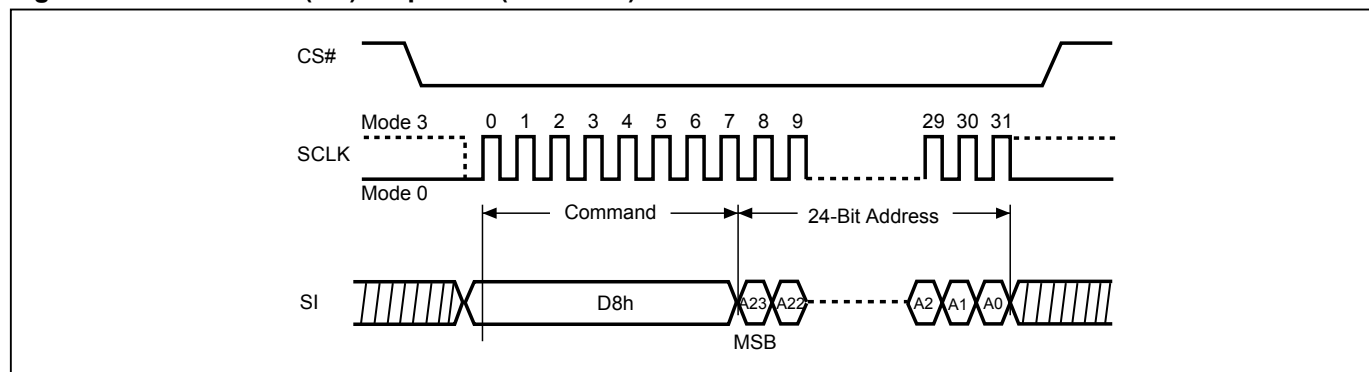 CS#
Mode 3
0 1 2 3 4 5 6 7 8 9 29 30 31
SCLK
Mode 0
Command
24-Bit Address
SI
D8h
A23 A22 A2 A1 A0
MSB